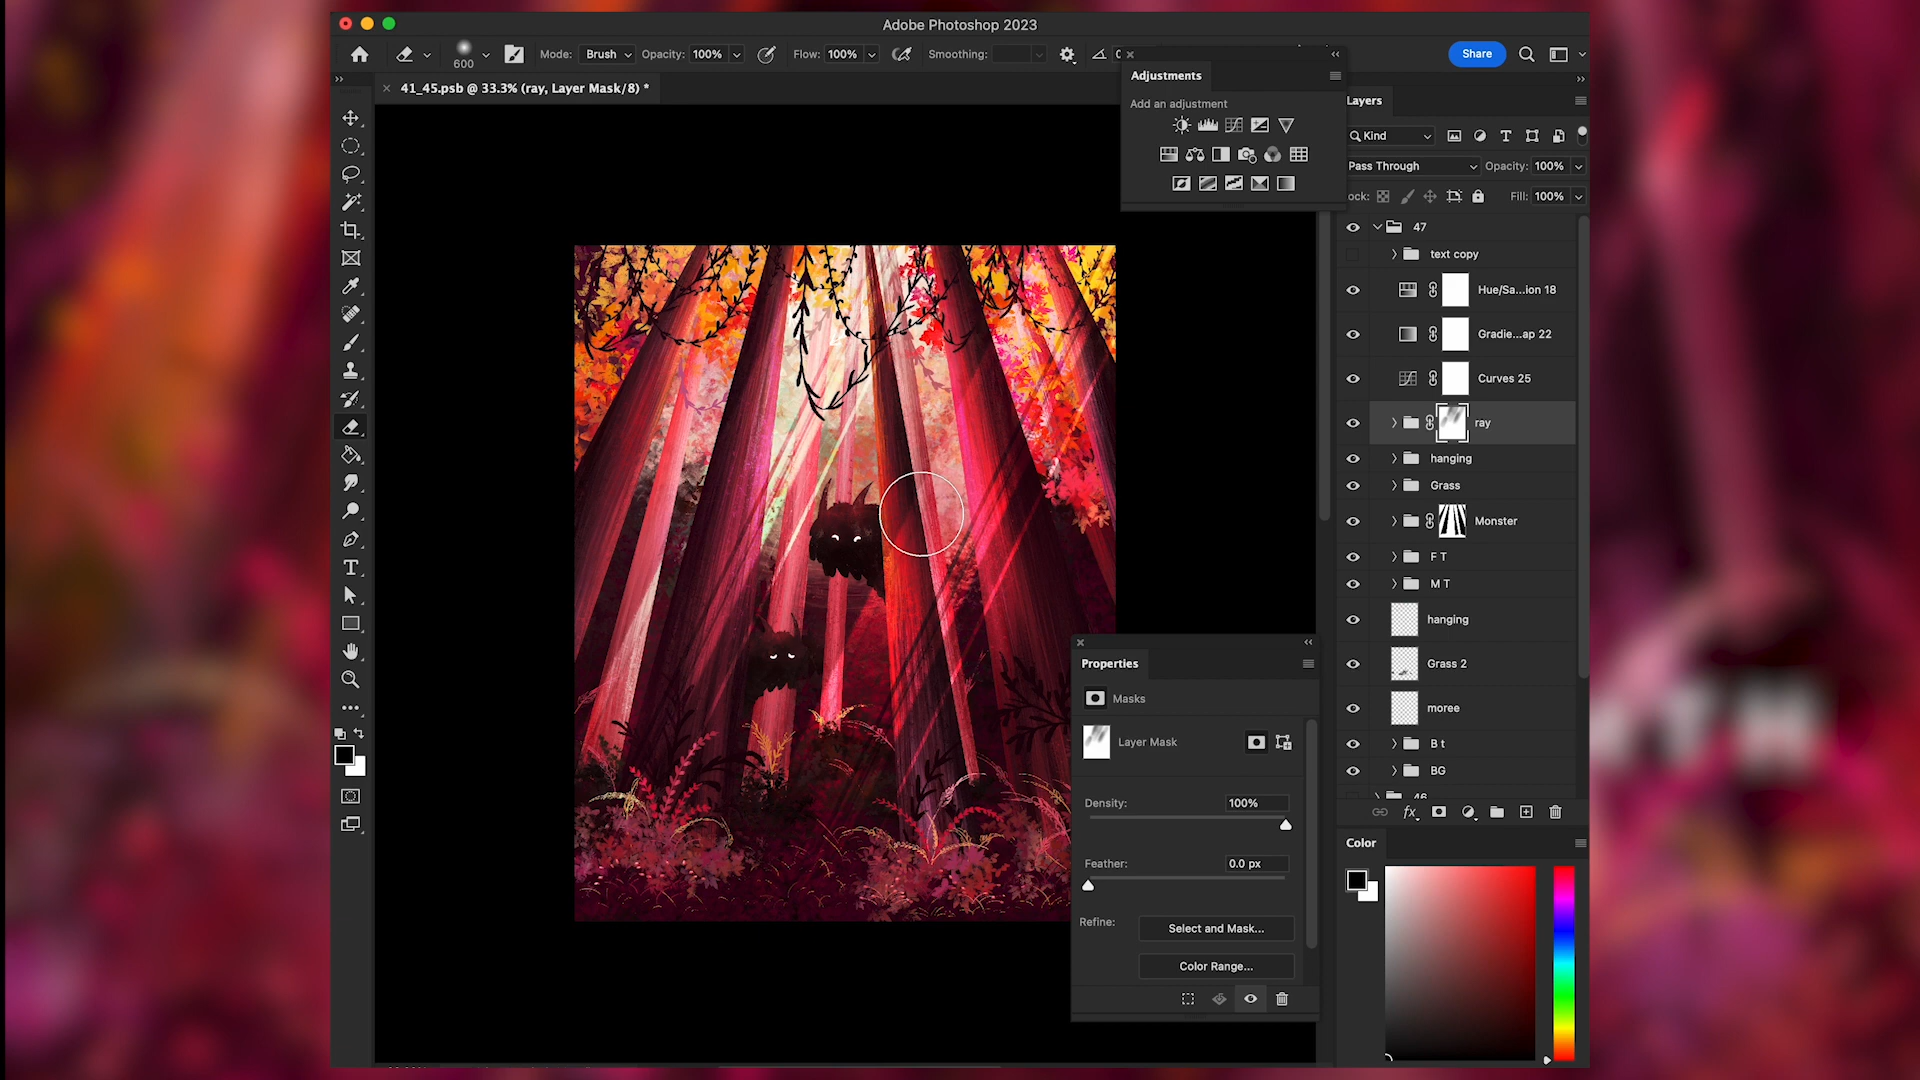 Adobe Photoshop 2023
600
Mode: Brush Opacity: 100% Flow: 100% Smoothing:
Share
41_45.psb @ 33.3% (ray, Layer Mask/8) *
Adjustments
Add an adjustment
Layers
Kind
Pass Through Opacity: 100%
ock: Fill: 100%
47
text copy
Hue/Sa...ion 18
Gradie...ap 22
Curves 25
ray
hanging
Grass
Monster
F T
M T
hanging
Grass 2
moree
B t
BG
46
Properties
Masks
Layer Mask
Density: 100%
Feather: 0.0 px
Refine: Select and Mask...
Color Range...
Color